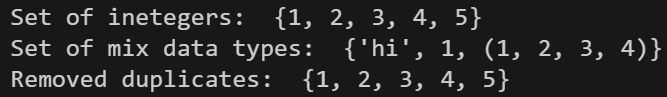 Set of inetegers:  {1, 2, 3, 4, 5}
Set of mix data types:  {'hi', 1, (1, 2, 3, 4)}
Removed duplicates:  {1, 2, 3, 4, 5}